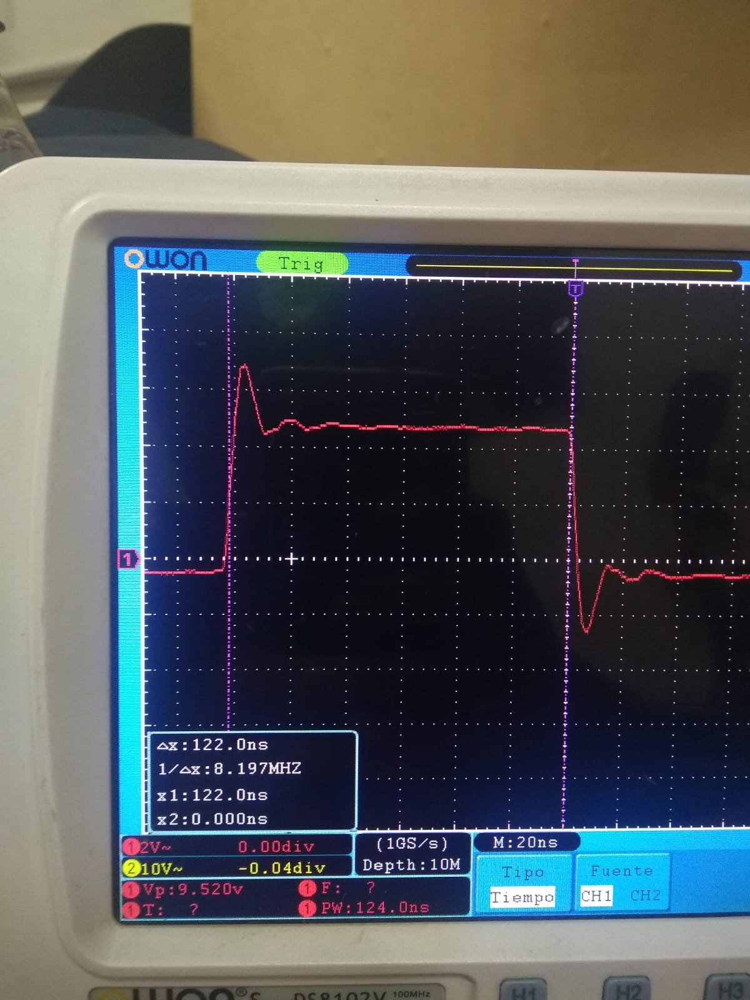 OWON Trig
T
T
1
△x:122.0ns
1/△x:8.197MHZ
x1:122.0ns
x2:0.000ns
1 2V~ 0.00div
2 10V~ -0.04div
(1GS/s)
Depth:10M
M:20ns
1 Vp:9.520v 1 F: ?
1 T: ? 1 PW:124.0ns
Tipo
Tiempo
Fuente
CH1 CH2
OWON® 100MHz
H1 H2 H3